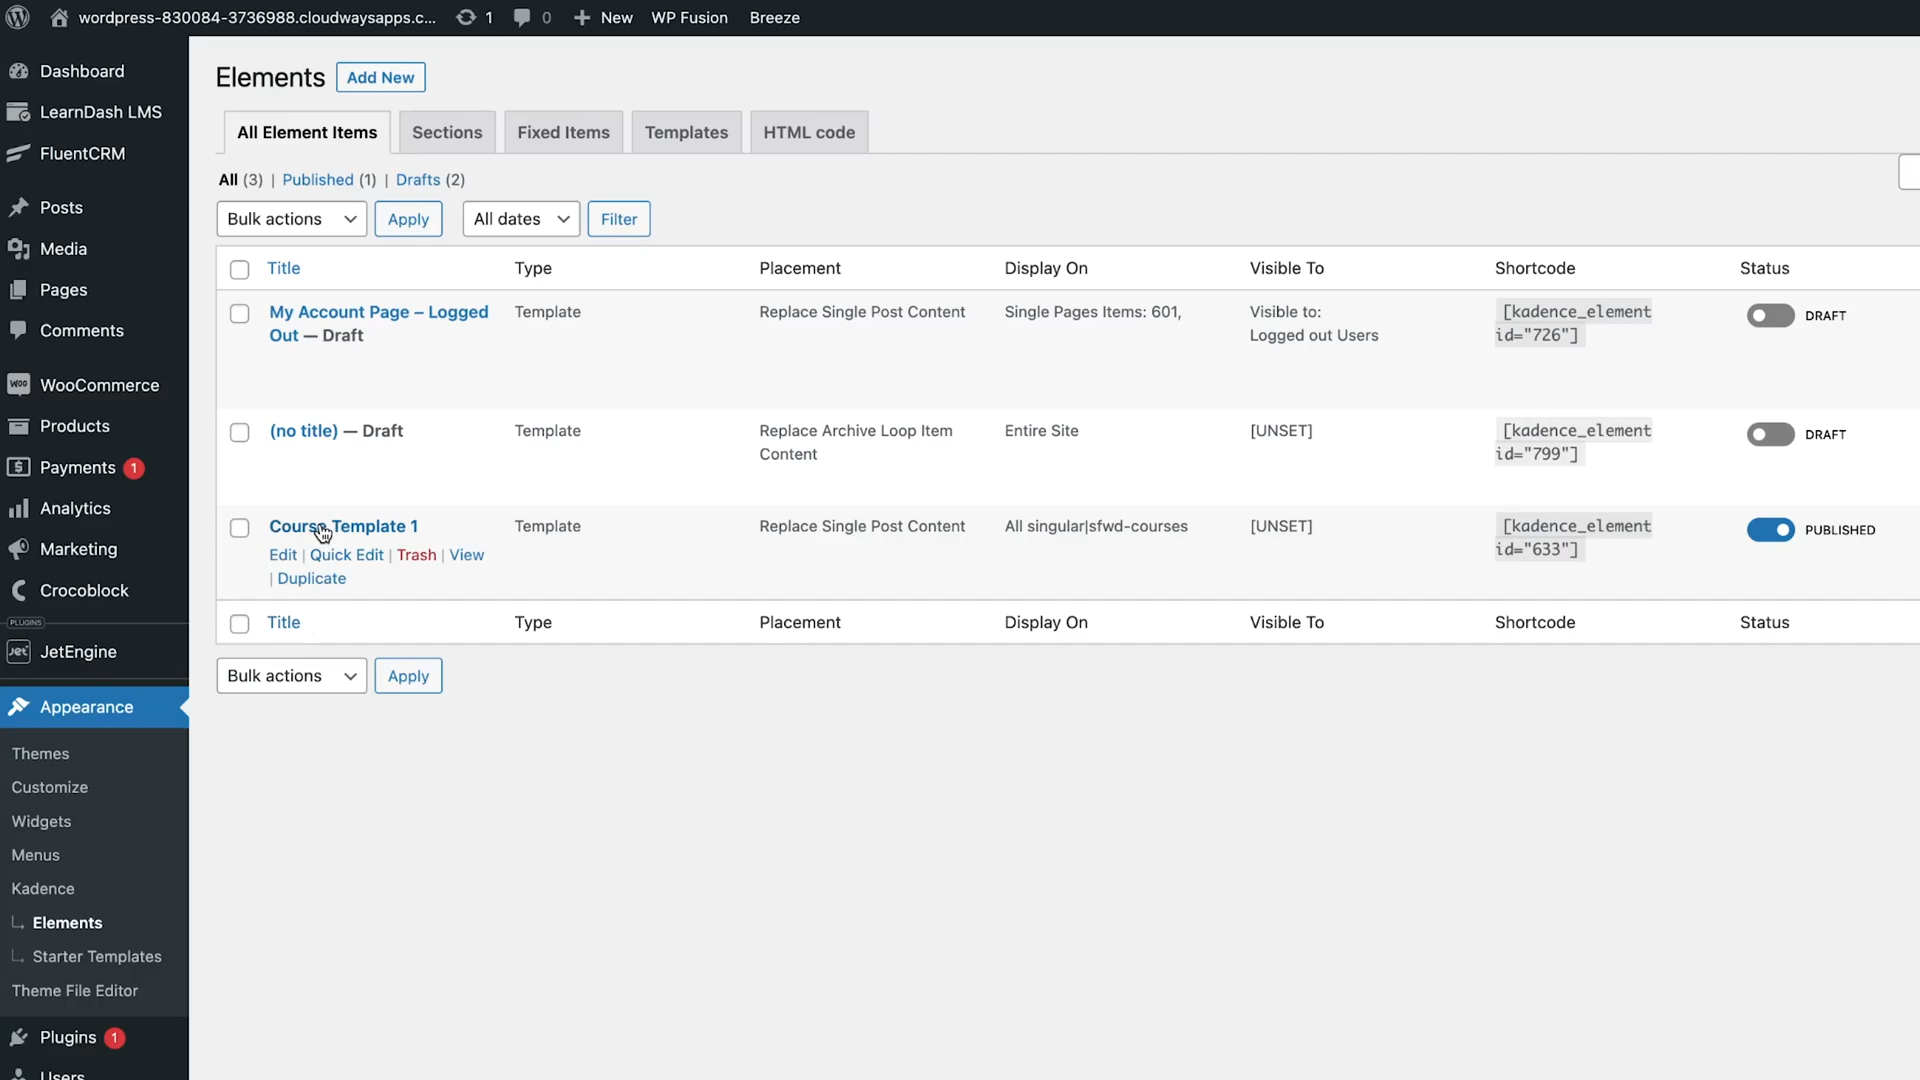 wordpress-830084-3736988.cloudwaysapps.c... 1 0 New WP Fusion Breeze
Dashboard
LearnDash LMS
FluentCRM
Posts
Media
Pages
Comments
WooCommerce
Products
Payments 1
Analytics
Marketing
Crocoblock
PLUGINS
JetEngine
Appearance
Themes
Customize
Widgets
Menus
Kadence
Elements
Starter Templates
Theme File Editor
Plugins 1
Users
Elements Add New
All Element Items Sections Fixed Items Templates HTML code
All (3) | Published (1) | Drafts (2)
Bulk actions Apply All dates Filter
Title Type Placement Display On Visible To Shortcode Status
My Account Page – Logged Template Replace Single Post Content Single Pages Items: 601, Visible to: [kadence_element DRAFT
Out — Draft Logged out Users id="726"]
(no title) — Draft Template Replace Archive Loop Item Entire Site [UNSET] [kadence_element DRAFT
Content id="799"]
Course Template 1 Template Replace Single Post Content All singular|sfwd-courses [UNSET] [kadence_element PUBLISHED
id="633"]
Edit | Quick Edit | Trash | View
| Duplicate
Title Type Placement Display On Visible To Shortcode Status
Bulk actions Apply